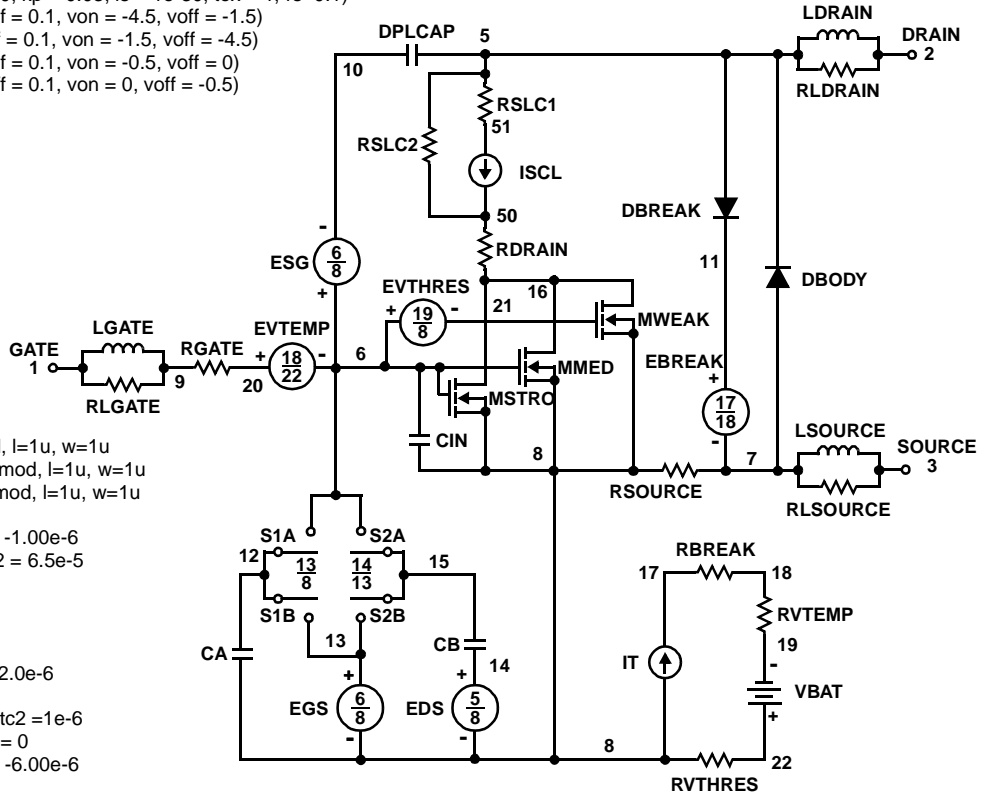 f = 0.1, von = -4.5, voff = -1.5)
f = 0.1, von = -1.5, voff = -4.5)
f = 0.1, von = -0.5, voff = 0)
ff = 0.1, von = 0, voff = -0.5)
DPLCAP
5
10
LDRAIN
DRAIN
2
RLDRAIN
RSLC1
51
RSLC2
ISCL
50
RDRAIN
DBREAK
11
DBODY
-
ESG
6
8
+
EVTHRES
+
19
8
-
21
16
MWEAK
LGATE
GATE
1
RLGATE
9
RGATE
EVTEMP
+
18
22
-
20
6
MMED
MSTRO
EBREAK
+
17
18
-
CIN
8
RSOURCE
7
LSOURCE
SOURCE
3
RLSOURCE
l=1u, w=1u
mod, l=1u, w=1u
mod, l=1u, w=1u
-1.00e-6
2 = 6.5e-5
2.0e-6
tc2 =1e-6
= 0
-6.00e-6
S1A
S2A
12
13
8
14
13
15
S1B
S2B
13
CA
CB
14
+
EGS
6
8
-
+
EDS
5
8
-
8
RBREAK
17
18
RVTEMP
19
IT
-
VBAT
+
22
RVTHRES